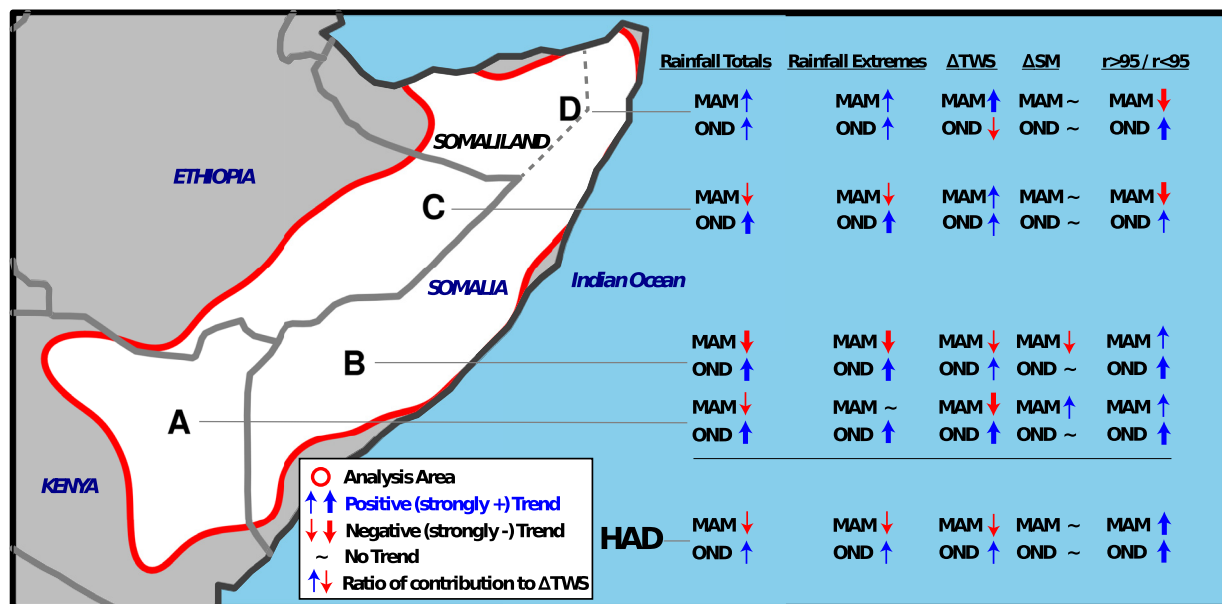 Rainfall Totals Rainfall Extremes ΔTWS ΔSM r>95 / r<95
D MAM ↑ MAM ↑ MAM ⬆ MAM ~ MAM ⬇
OND ↑ OND ↑ OND ↓ OND ~ OND ⬆
SOMALILAND
ETHIOPIA
C MAM ↓ MAM ↓ MAM ↑ MAM ~ MAM ⬇
OND ⬆ OND ⬆ OND ↑ OND ~ OND ↑
SOMALIA Indian Ocean
B MAM ⬇ MAM ⬇ MAM ↓ MAM ↓ MAM ↑
OND ⬆ OND ⬆ OND ↑ OND ~ OND ⬆
A MAM ↓ MAM ~ MAM ⬇ MAM ↑ MAM ↑
OND ⬆ OND ⬆ OND ⬆ OND ~ OND ⬆
KENYA
Analysis Area
↑⬆ Positive (strongly +) Trend
↓⬇ Negative (strongly -) Trend
~ No Trend
↑↓ Ratio of contribution to ΔTWS
HAD MAM ↓ MAM ↓ MAM ↓ MAM ~ MAM ⬆
OND ↑ OND ↑ OND ↑ OND ~ OND ⬆